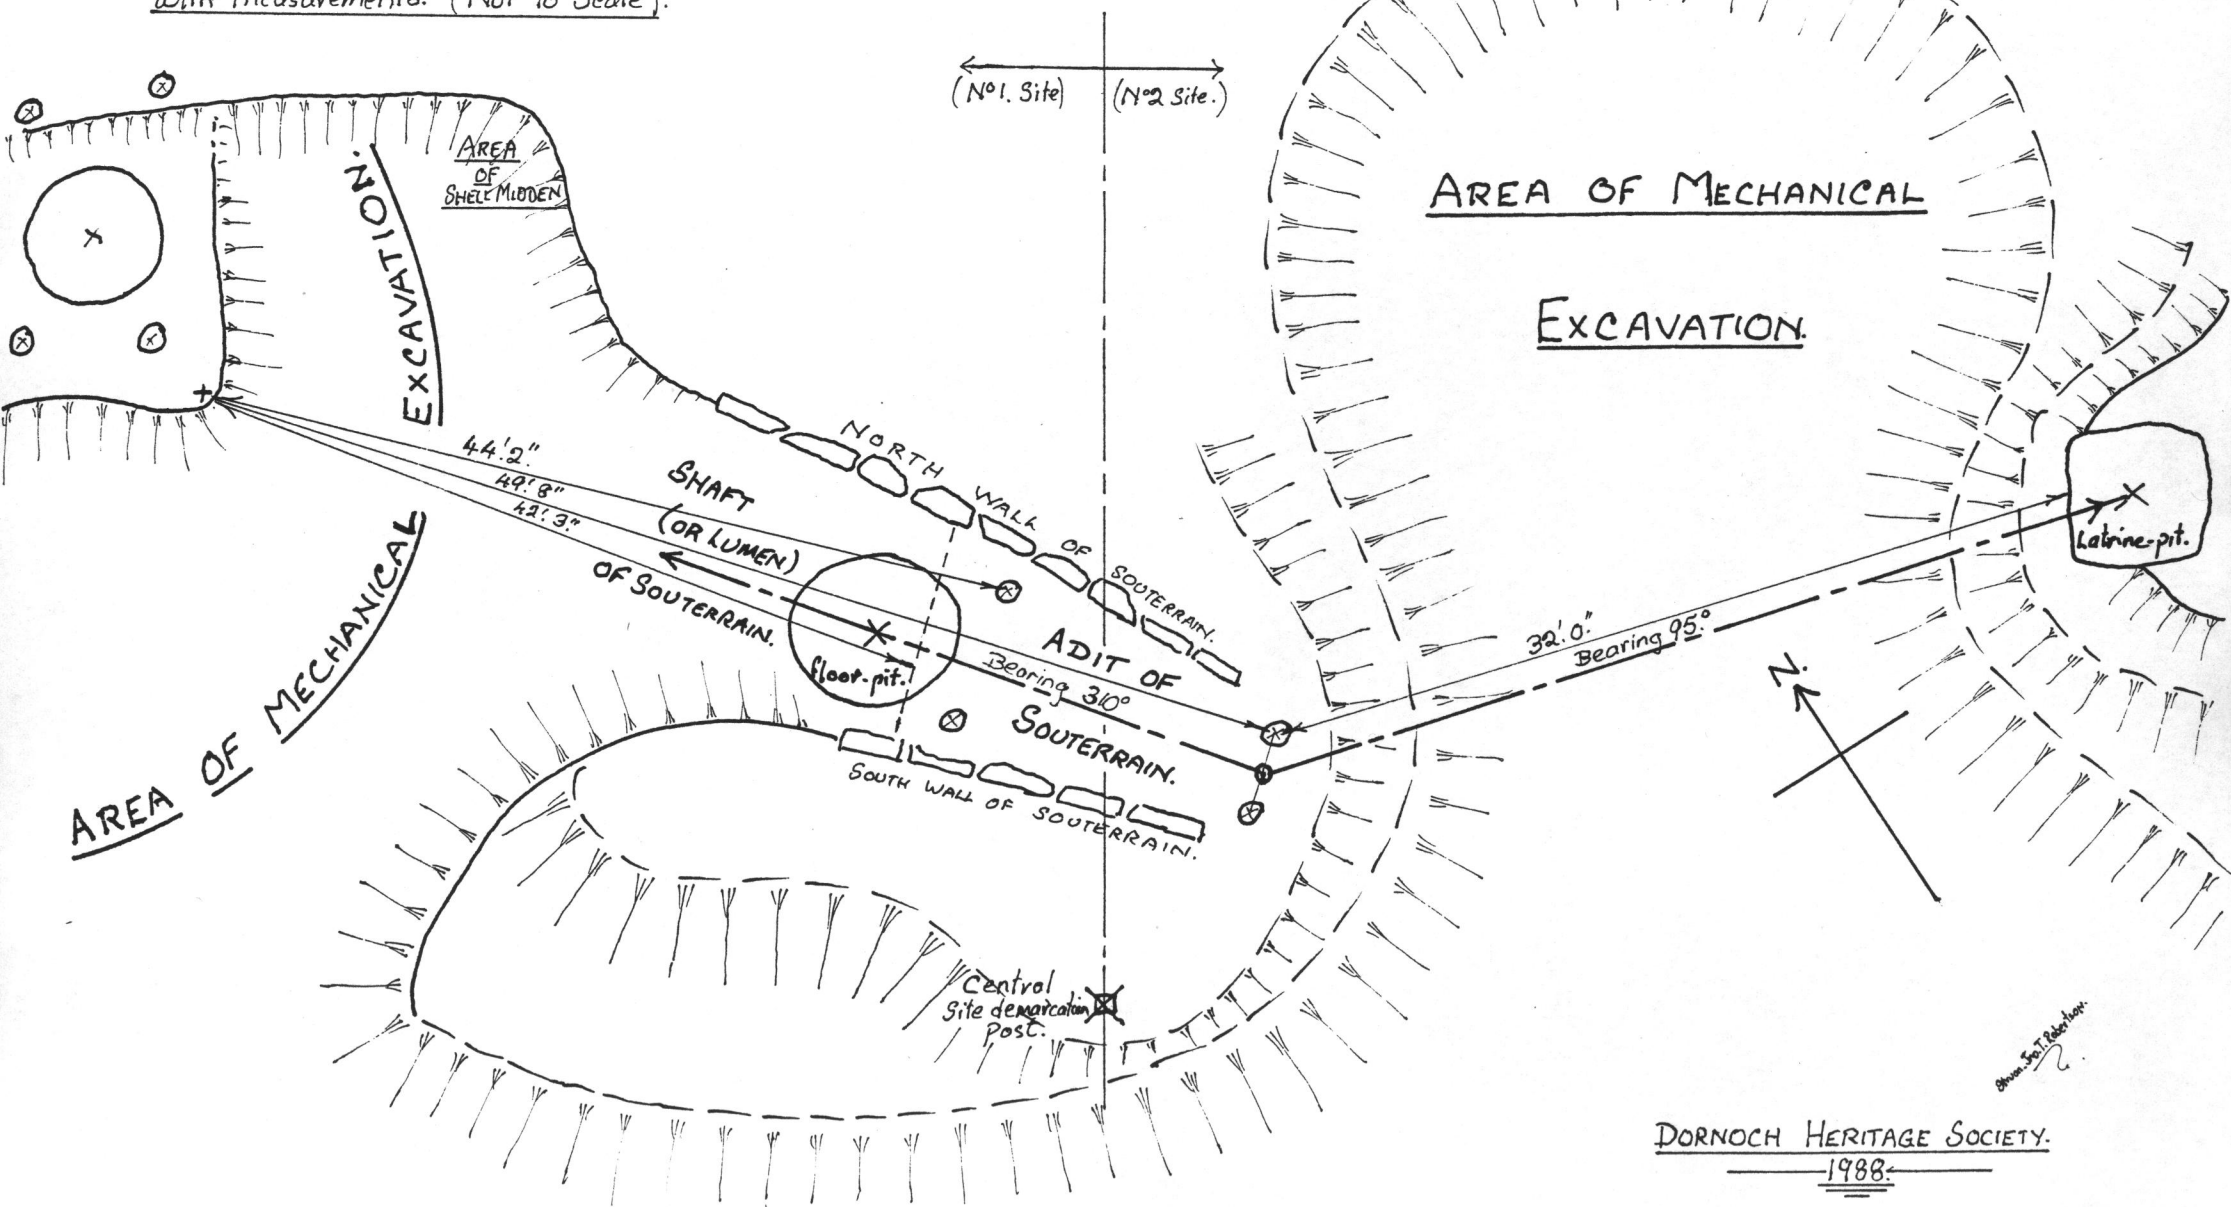 with measurements. (Not to Scale).
(No1. Site)
(No2 Site.)
AREA
OF
SHELL MIDDEN
AREA OF MECHANICAL
EXCAVATION.
AREA OF MECHANICAL EXCAVATION.
44'.2"
49'.8"
42'.3"
SHAFT
(OR LUMEN)
OF SOUTERRAIN.
NORTH WALL OF SOUTERRAIN.
floor-pit.
ADIT OF
SOUTERRAIN.
Bearing 310°
SOUTH WALL OF SOUTERRAIN.
32'.0"
Bearing 95°
Latrine-pit.
N.
Central
Site demarcation
Post.
Jno. T. Robertson.
DORNOCH HERITAGE SOCIETY.
1988.